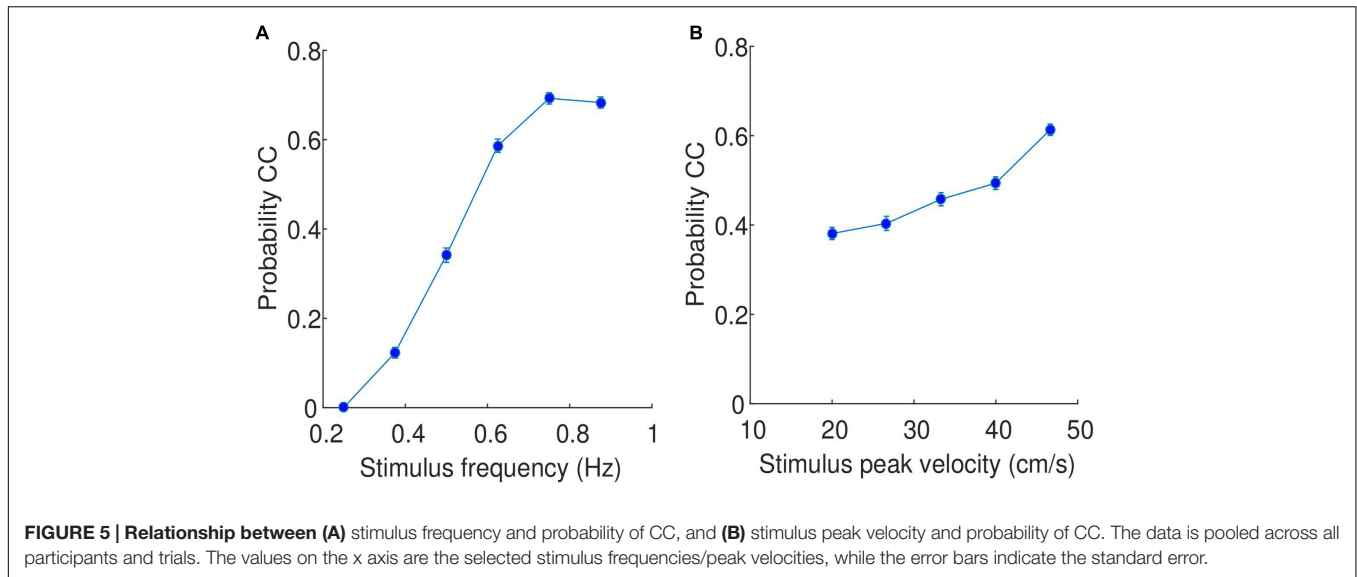 A
0.8
0.6
0.4
0.2
0
Probability CC
0.2 0.4 0.6 0.8 1
Stimulus frequency (Hz)
B
0.8
0.6
0.4
0.2
0
Probability CC
10 20 30 40 50
Stimulus peak velocity (cm/s)
FIGURE 5 | Relationship between (A) stimulus frequency and probability of CC, and (B) stimulus peak velocity and probability of CC. The data is pooled across all
participants and trials. The values on the x axis are the selected stimulus frequencies/peak velocities, while the error bars indicate the standard error.